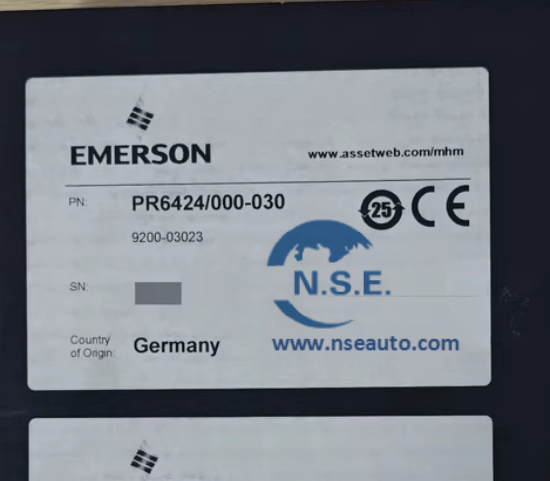 EMERSON
www.assetweb.com/mhm
PN: PR6424/000-030
9200-03023
25 CE
N.S.E.
SN:
Country
of Origin: Germany
www.nseauto.com